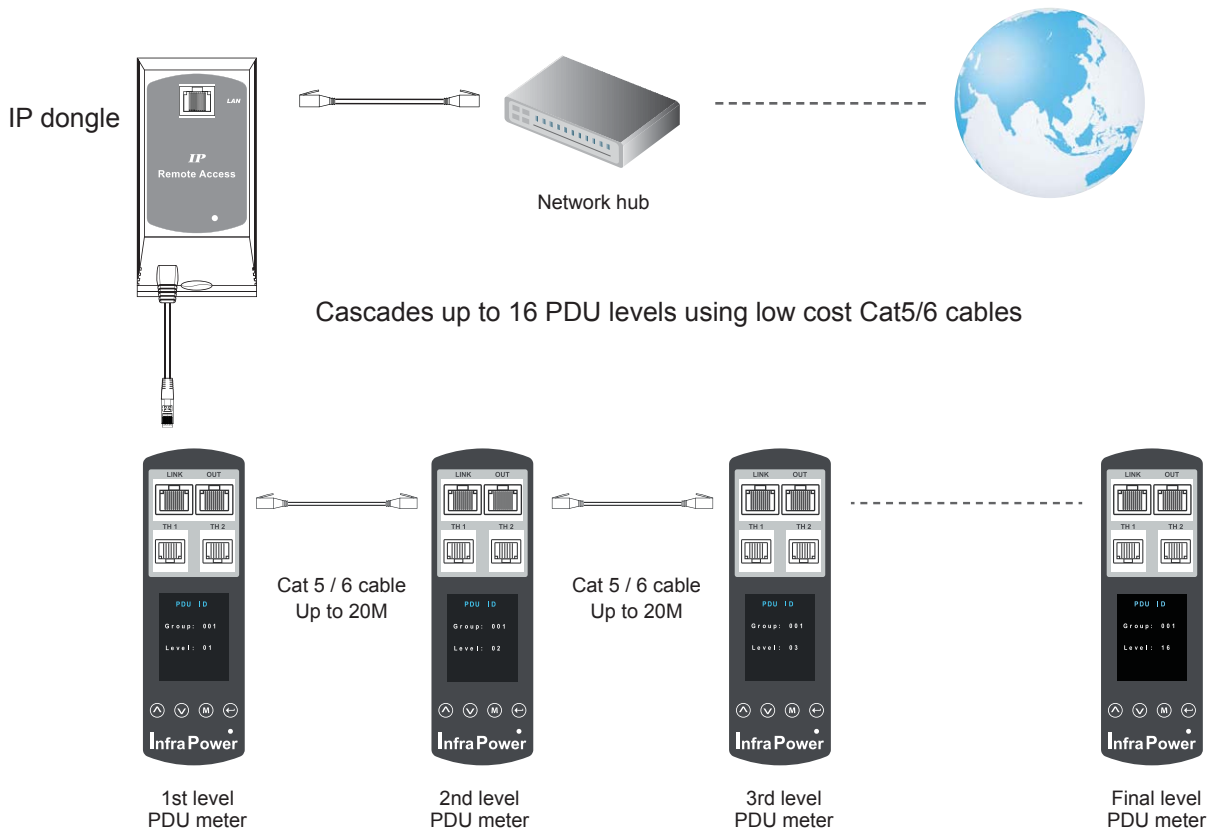 IP dongle
LAN
IP
Remote Access
Network hub
Cascades up to 16 PDU levels using low cost Cat5/6 cables
LINK OUT
TH 1 TH 2
PDU ID
Group: 001
Level: 01
M
InfraPower
1st level
PDU meter
Cat 5 / 6 cable
Up to 20M
LINK OUT
TH 1 TH 2
PDU ID
Group: 001
Level: 02
M
InfraPower
2nd level
PDU meter
Cat 5 / 6 cable
Up to 20M
LINK OUT
TH 1 TH 2
PDU ID
Group: 001
Level: 03
M
InfraPower
3rd level
PDU meter
LINK OUT
TH 1 TH 2
PDU ID
Group: 001
Level: 16
M
InfraPower
Final level
PDU meter